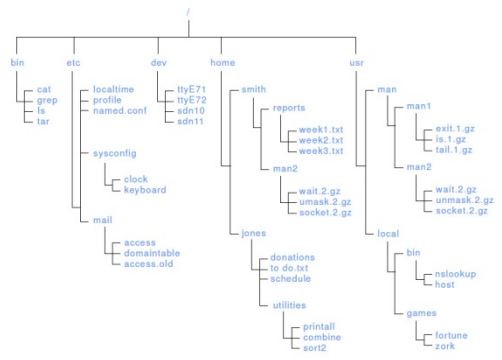 /
bin
etc
dev
home
usr
cat
grep
ls
tar
localtime
profile
named.conf
sysconfig
clock
keyboard
mail
access
domaintable
access.old
ttyE71
ttyE72
sdn10
sdn11
smith
reports
week1.txt
week2.txt
week3.txt
man2
wait.2.gz
umask.2.gz
socket.2.gz
jones
donations
to do.txt
schedule
utilities
printall
combine
sort2
man
man1
exit.1.gz
is.1.gz
tail.1.gz
man2
wait.2.gz
unmask.2.gz
socket.2.gz
local
bin
nslookup
host
games
fortune
zork